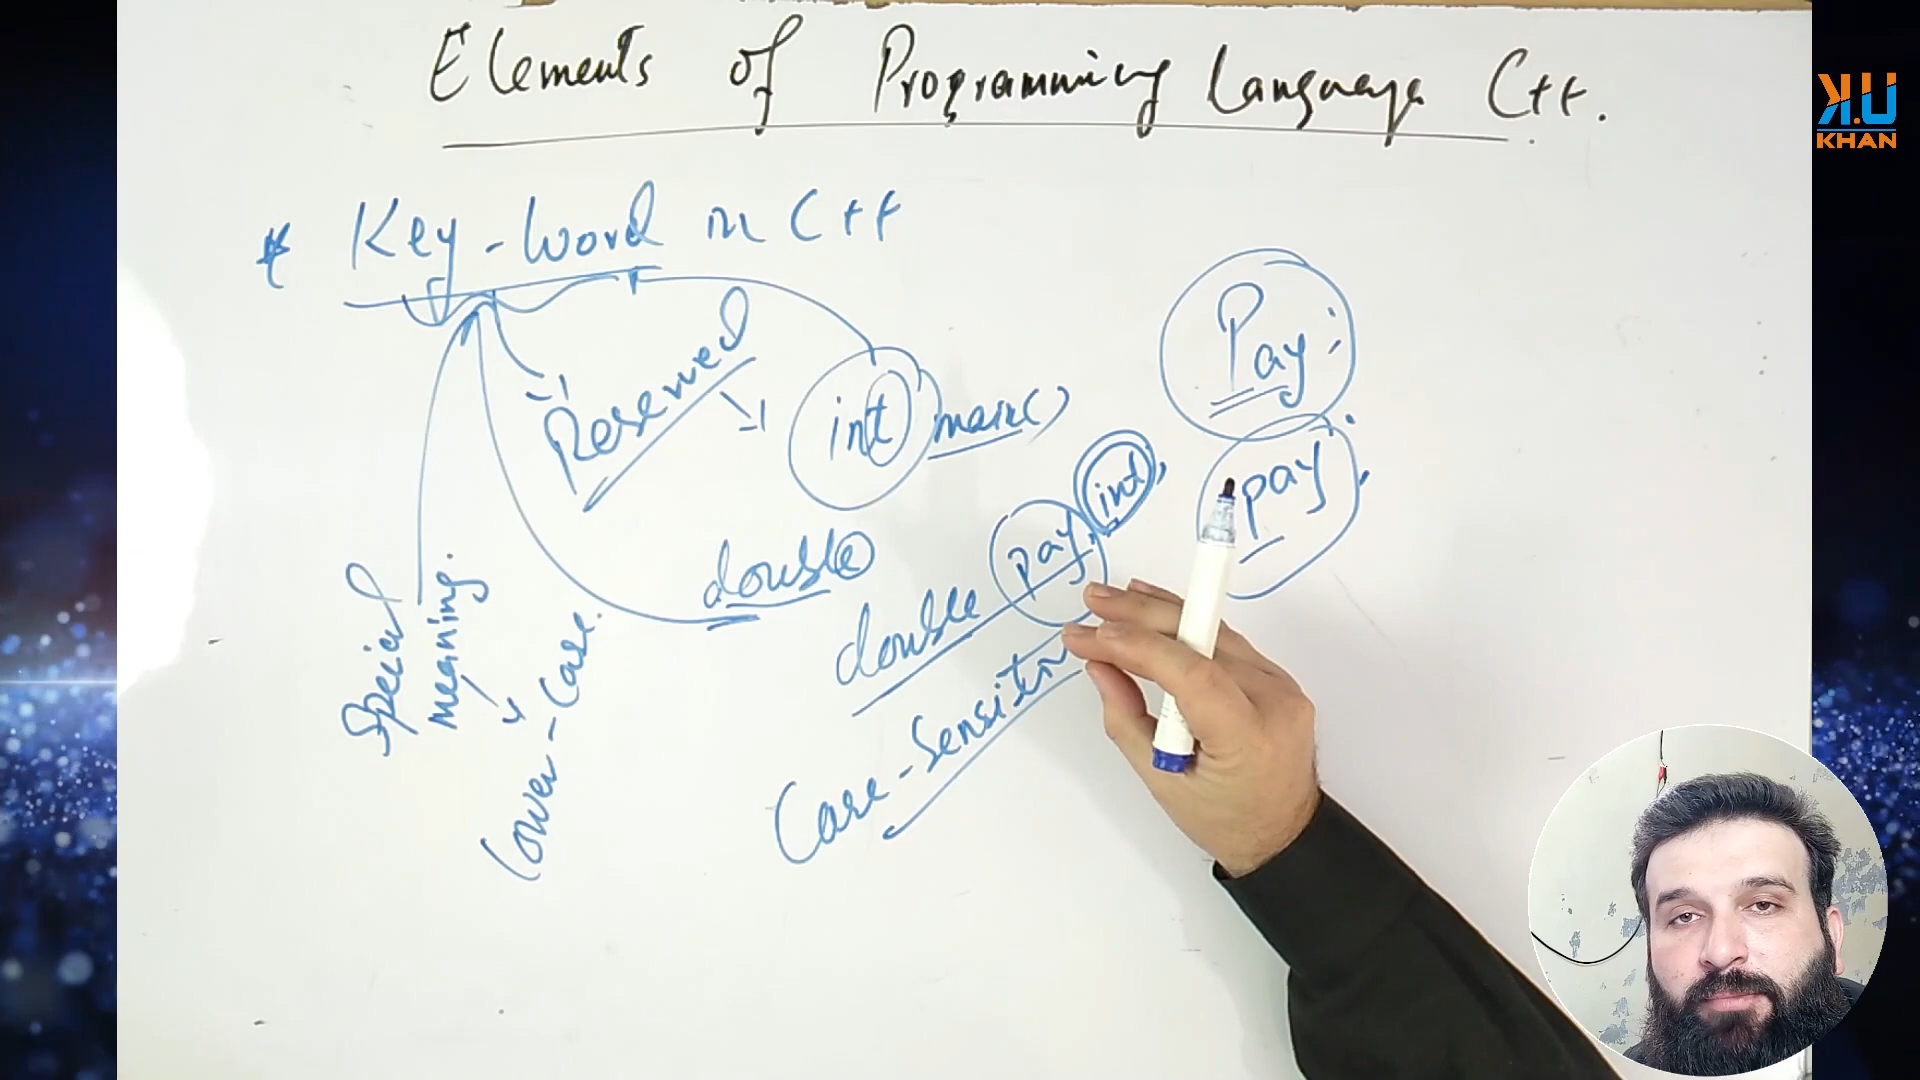 Elements of Programming Language C++.
* Key-word in C++
Reserved
int main()
Pay;
pay;
double
double pay, int,
Special
meaning.
Lower-Case.
Case-Sensitiv
K.U
KHAN